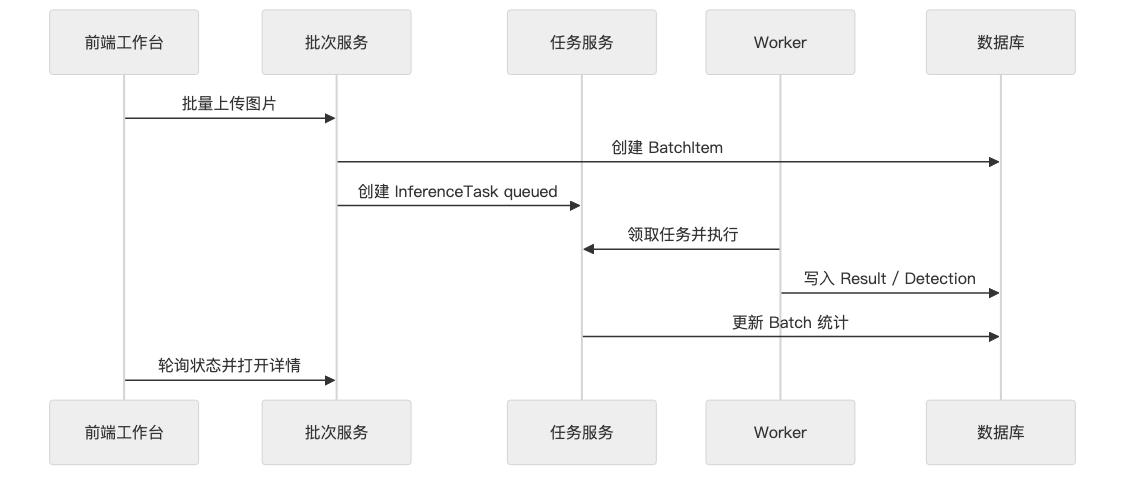 前端工作台
批次服务
任务服务
Worker
数据库
批量上传图片
创建 BatchItem
创建 InferenceTask queued
领取任务并执行
写入 Result / Detection
更新 Batch 统计
轮询状态并打开详情
前端工作台
批次服务
任务服务
Worker
数据库